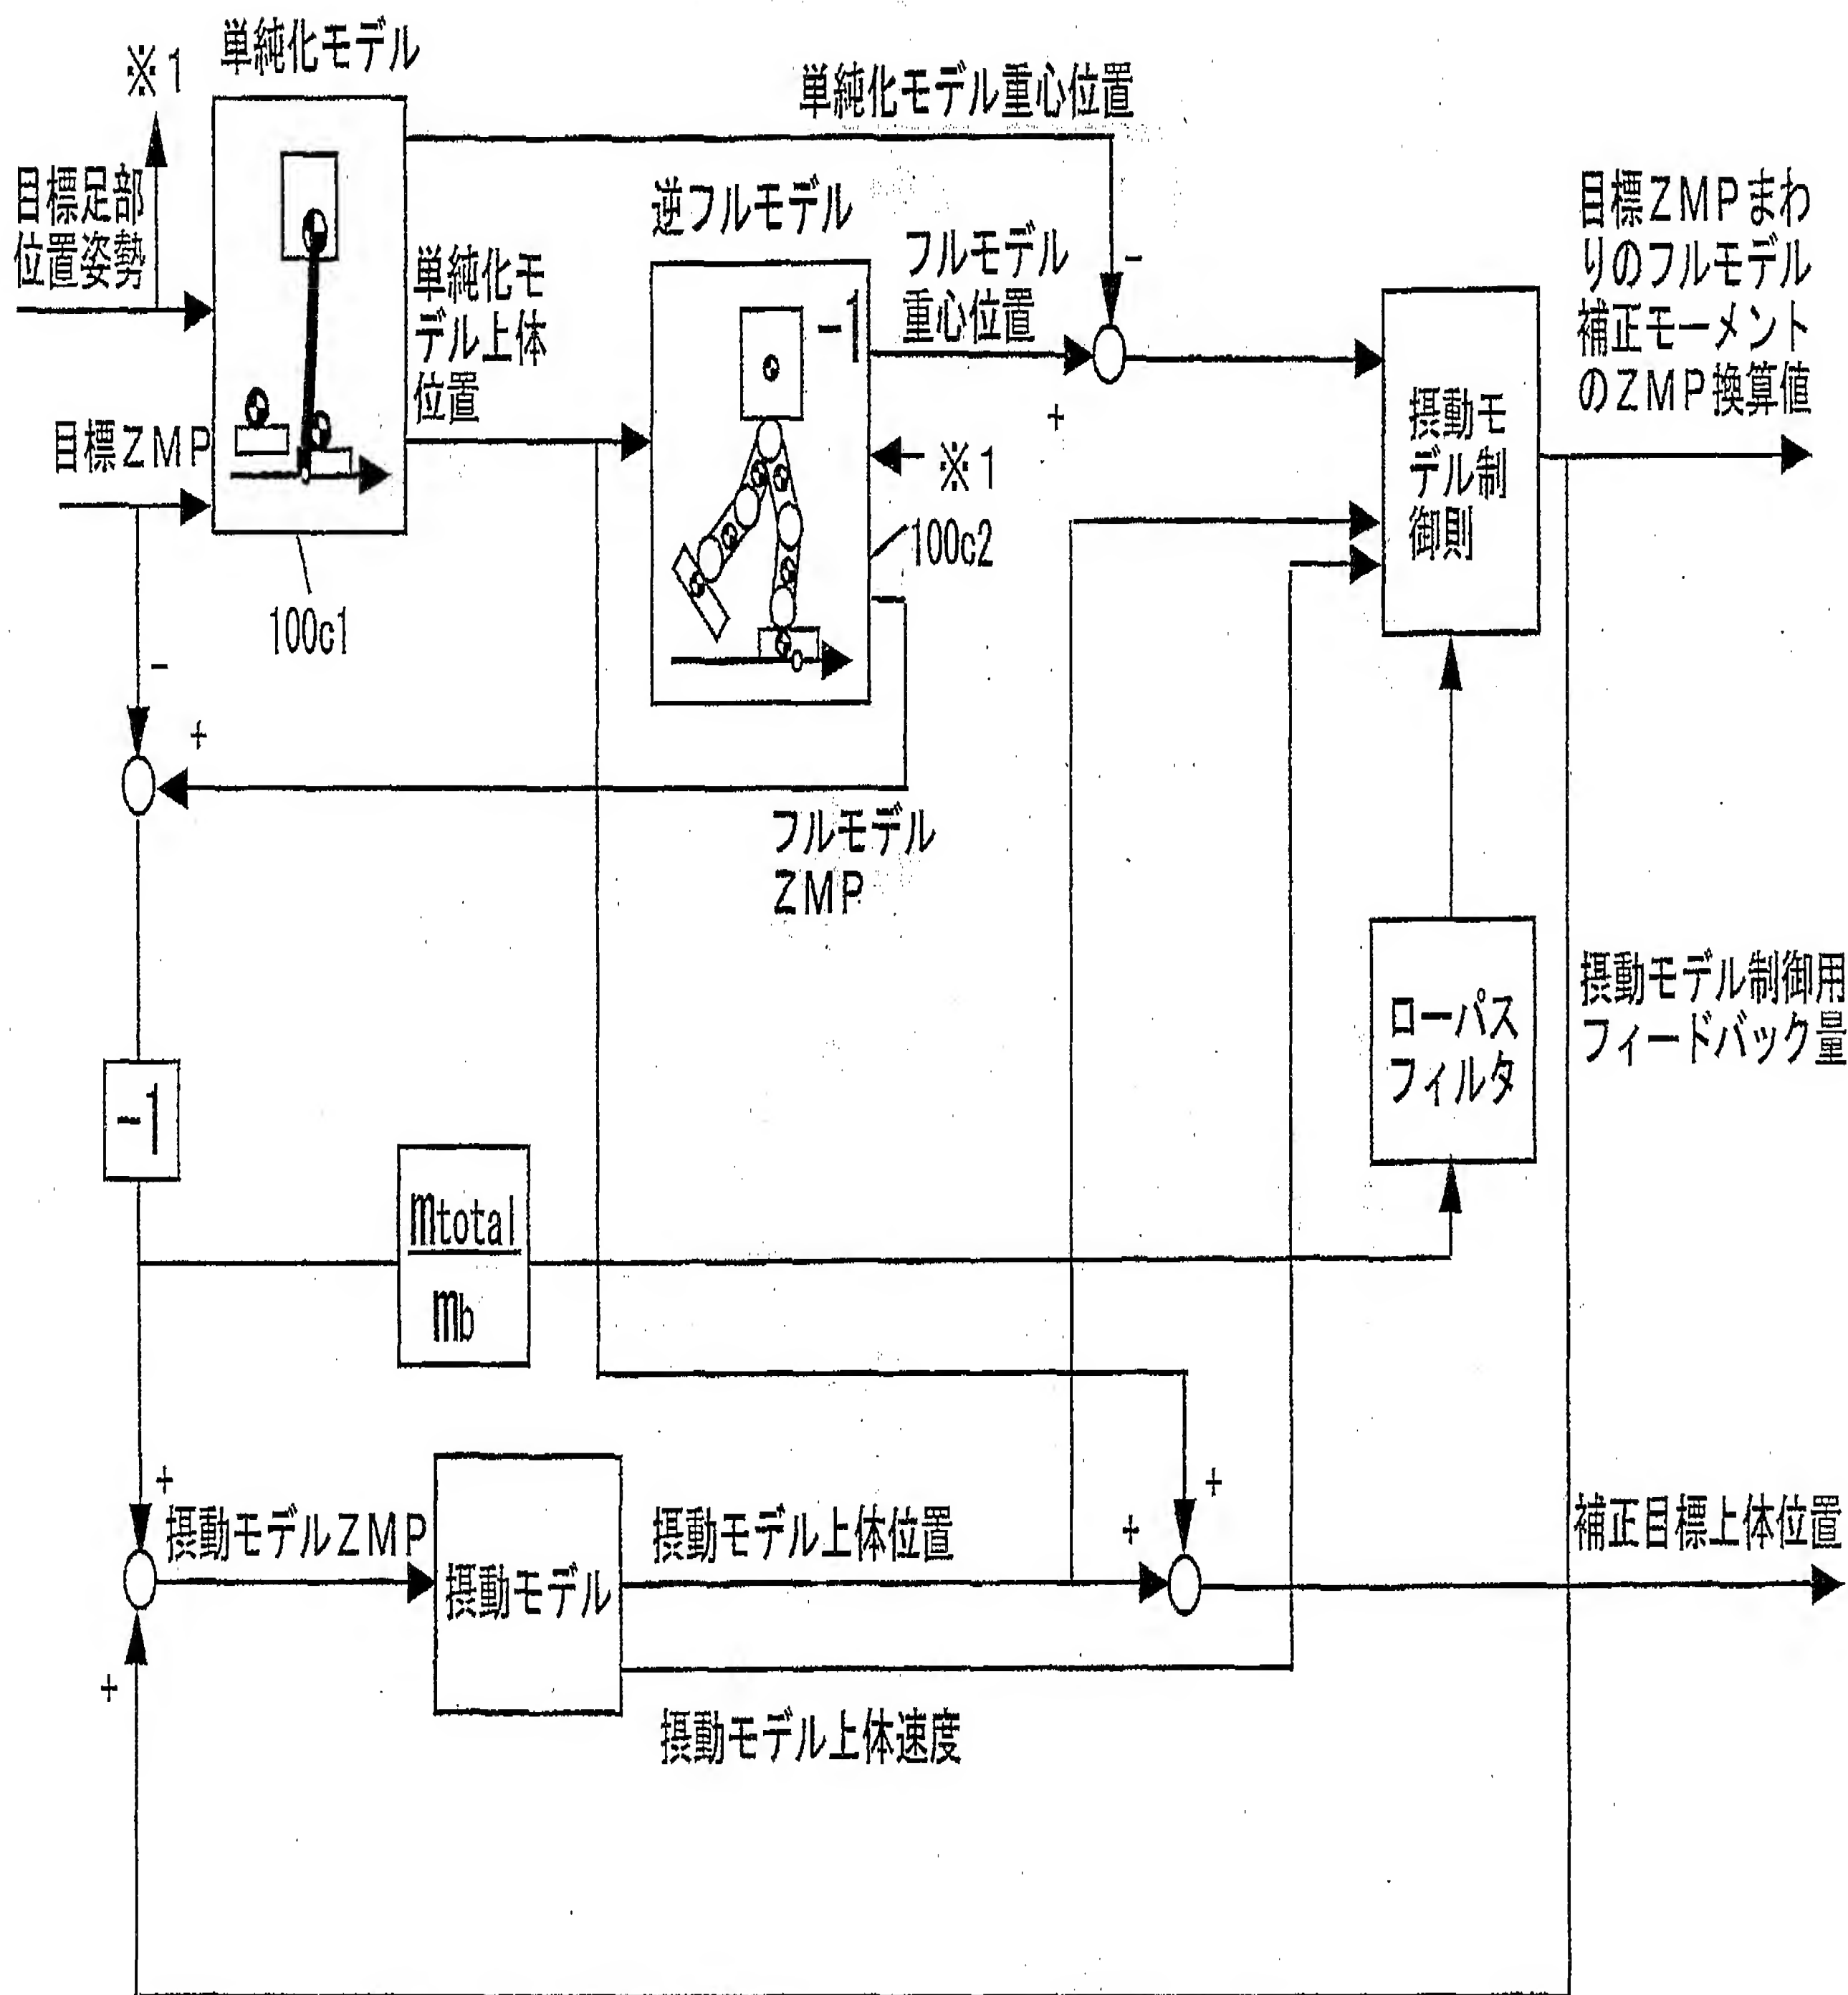 単純化モデル
※1
単純化モデル重心位置
目標足部
位置姿勢
逆フルモデル
目標ZMPまわ
りのフルモデル
補正モーメント
のZMP換算値
フルモデル
重心位置
単純化モ
デル上体
位置
-
-1
+
目標ZMP
※1
摂動モ
デル制
御則
100c2
100c1
-
+
フルモデル
ZMP
ローパス
フィルタ
摂動モデル制御用
フィードバック量
-1
mtotal
mb
+
+
+
摂動モデルZMP
摂動モデル
摂動モデル上体位置
補正目標上体位置
+
摂動モデル上体速度